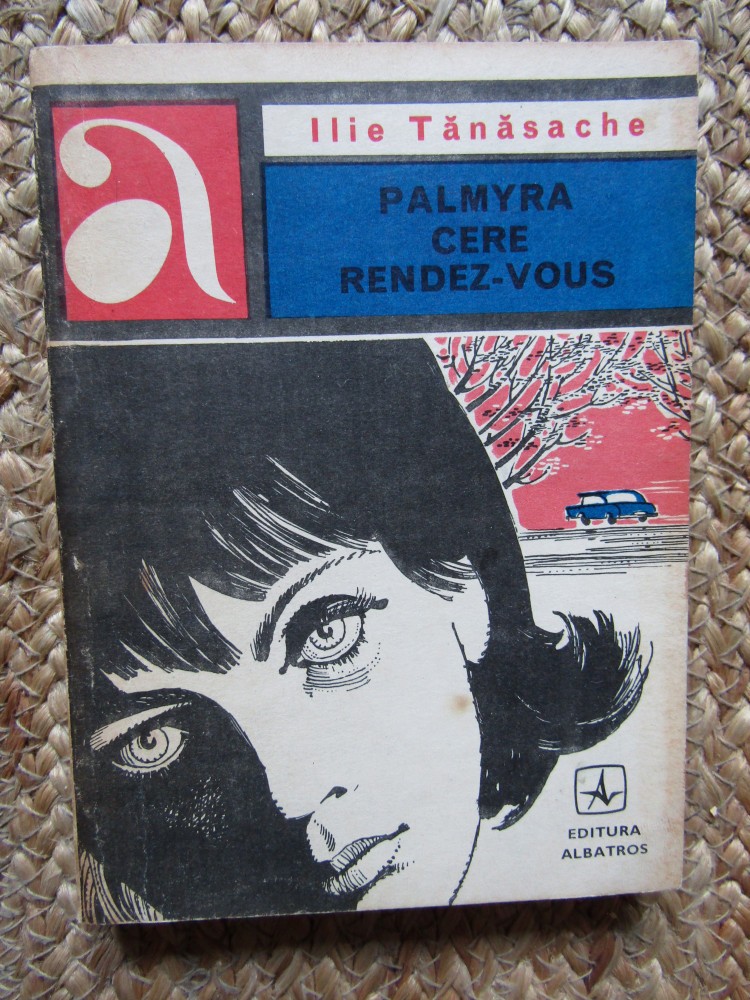 a
Ilie Tănăsache
PALMYRA
CERE
RENDEZ-VOUS
EDITURA
ALBATROS